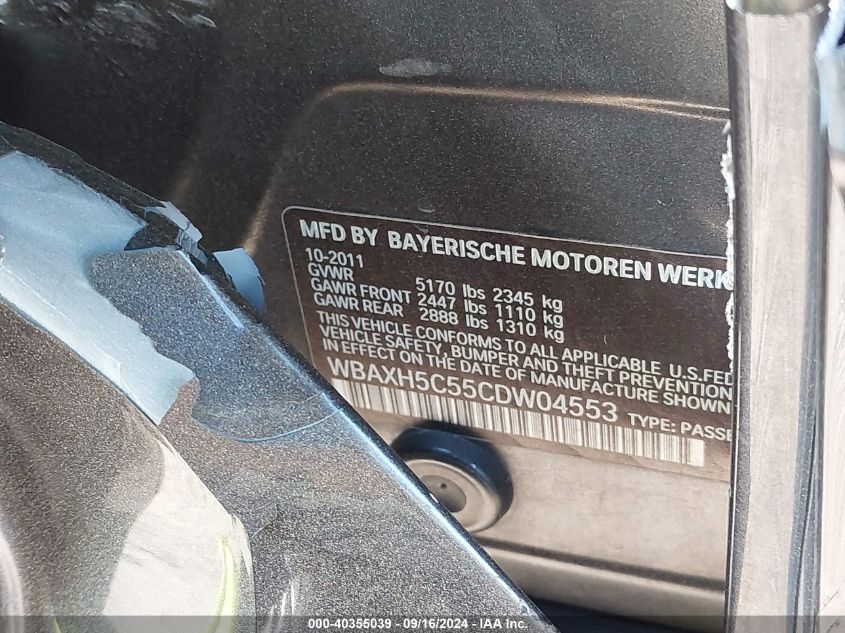 MFD BY BAYERISCHE MOTOREN WERK
10-2011
GVWR 5170 lbs 2345 kg
GAWR FRONT 2447 lbs 1110 kg
GAWR REAR 2888 lbs 1310 kg
THIS VEHICLE CONFORMS TO ALL APPLICABLE U.S.FED
VEHICLE SAFETY, BUMPER AND THEFT PREVENTION
IN EFFECT ON THE DATE OF MANUFACTURE SHOWN
WBAXH5C55CDW04553 TYPE: PASSE
000-40355039 - 09/16/2024 - IAA Inc.